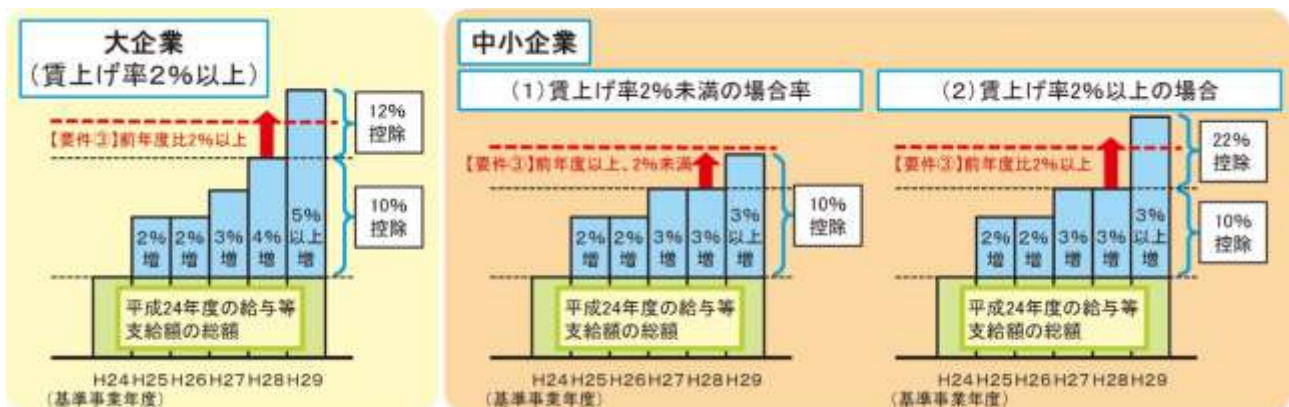 大企業
(賃上げ率2%以上)
【要件③】前年度比2%以上
12%
控除
10%
控除
2%
増
2%
増
3%
増
4%
増
5%
以上
増
平成24年度の給与等
支給額の総額
H24 H25 H26 H27 H28 H29
(基準事業年度)
中小企業
(1)賃上げ率2%未満の場合率
【要件③】前年度以上、2%未満
10%
控除
2%
増
2%
増
3%
増
3%
増
3%
以上
増
平成24年度の給与等
支給額の総額
H24 H25 H26 H27 H28 H29
(基準事業年度)
(2)賃上げ率2%以上の場合
【要件③】前年度比2%以上
22%
控除
10%
控除
2%
増
2%
増
3%
増
3%
増
3%
以上
増
平成24年度の給与等
支給額の総額
H24 H25 H26 H27 H28 H29
(基準事業年度)